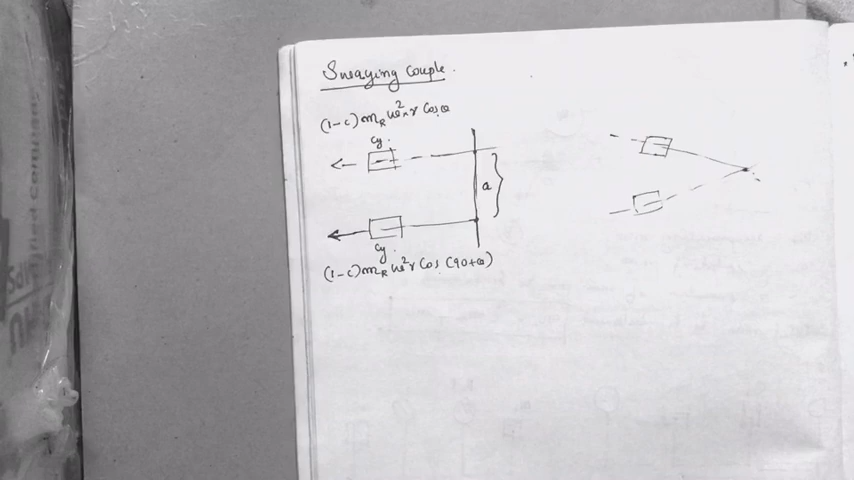 Swaying Couple.
(1-c) m_R ω² r Cos θ
Cy.
a
Cy.
(1-c) m_R ω² r Cos (90+θ)